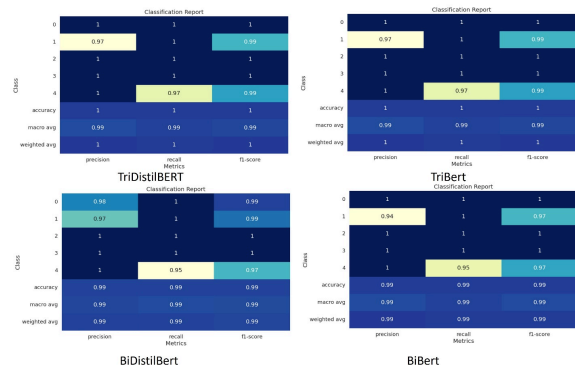 Classification Report
0 1 1 1
1 0.97 1 0.99
2 1 1 1
3 1 1 1
4 1 0.97 0.99
accuracy 1 1 1
macro avg 0.99 0.99 0.99
weighted avg 1 1 1
Class
precision recall f1-score
Metrics
TriDistilBERT
Classification Report
0 1 1 1
1 0.97 1 0.99
2 1 1 1
3 1 1 1
4 1 0.97 0.99
accuracy 1 1 1
macro avg 0.99 0.99 0.99
weighted avg 1 1 1
Class
precision recall f1-score
Metrics
TriBert
Classification Report
0 0.98 1 0.99
1 0.97 1 0.99
2 1 1 1
3 1 1 1
4 1 0.95 0.97
accuracy 0.99 0.99 0.99
macro avg 0.99 0.99 0.99
weighted avg 0.99 0.99 0.99
Class
precision recall f1-score
Metrics
BiDistilBert
Classification Report
0 1 1 1
1 0.94 1 0.97
2 1 1 1
3 1 1 1
4 1 0.95 0.97
accuracy 0.99 0.99 0.99
macro avg 0.99 0.99 0.99
weighted avg 0.99 0.99 0.99
Class
precision recall f1-score
Metrics
BiBert